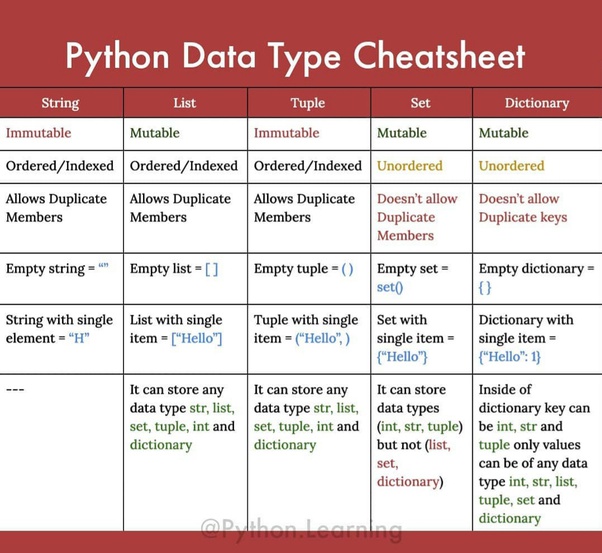 Python Data Type Cheatsheet
String List Tuple Set Dictionary
Immutable Mutable Immutable Mutable Mutable
Ordered/Indexed Ordered/Indexed Ordered/Indexed Unordered Unordered
Allows Duplicate
Members
Allows Duplicate
Members
Allows Duplicate
Members
Doesn’t allow
Duplicate
Members
Doesn’t allow
Duplicate keys
Empty string = “”
Empty list = [ ]
Empty tuple = ( )
Empty set =
set()
Empty dictionary =
{ }
String with single
element = “H”
List with single
item = [“Hello”]
Tuple with single
item = (“Hello”, )
Set with
single item =
{“Hello”}
Dictionary with
single item =
{“Hello”: 1}
---
It can store any
data type str, list,
set, tuple, int and
dictionary
It can store any
data type str, list,
set, tuple, int and
dictionary
It can store
data types
(int, str, tuple)
but not (list,
set,
dictionary)
Inside of
dictionary key can
be int, str and
tuple only values
can be of any data
type int, str, list,
tuple, set and
dictionary
@Python.Learning